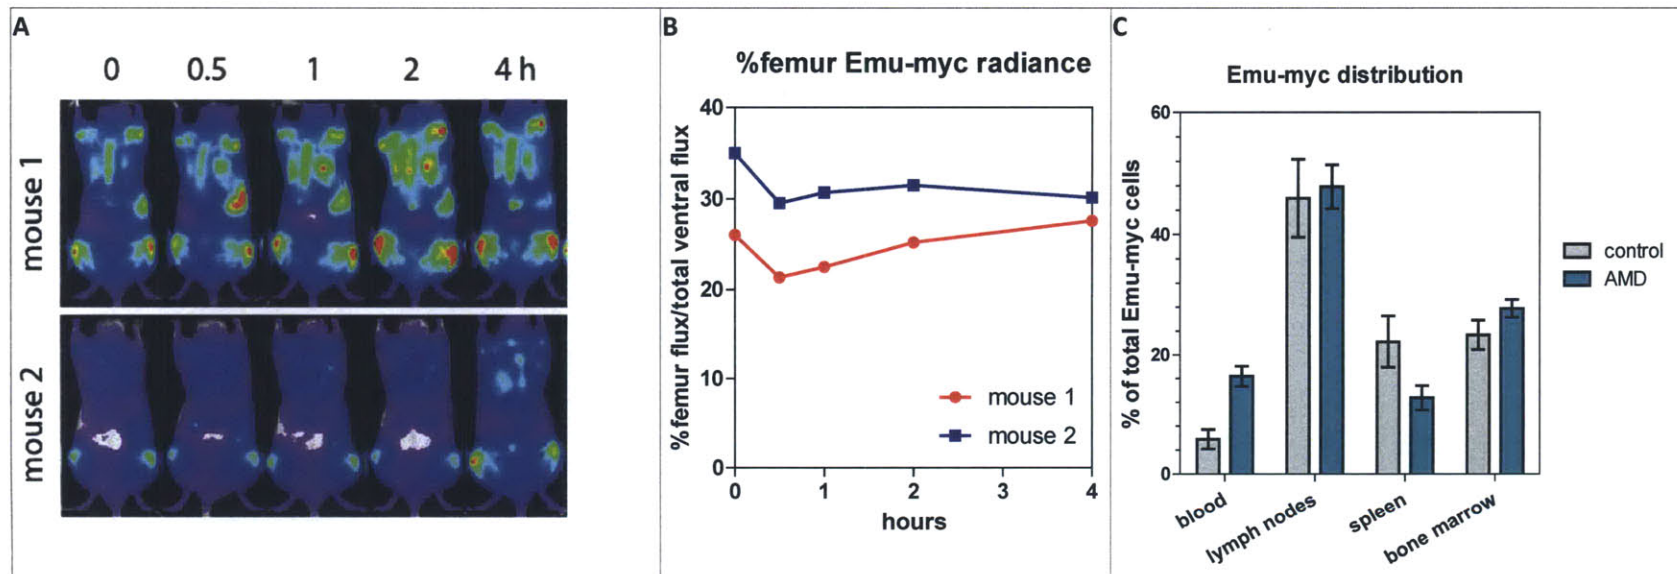 A
0 0.5 1 2 4 h
mouse 1
mouse 2
B
%femur Emu-myc radiance
%femur flux/total ventral flux
40
30
20
10
0
0 1 2 4
hours
mouse 1
mouse 2
C
Emu-myc distribution
% of total Emu-myc cells
60
40
20
0
blood
lymph nodes
spleen
bone marrow
control
AMD